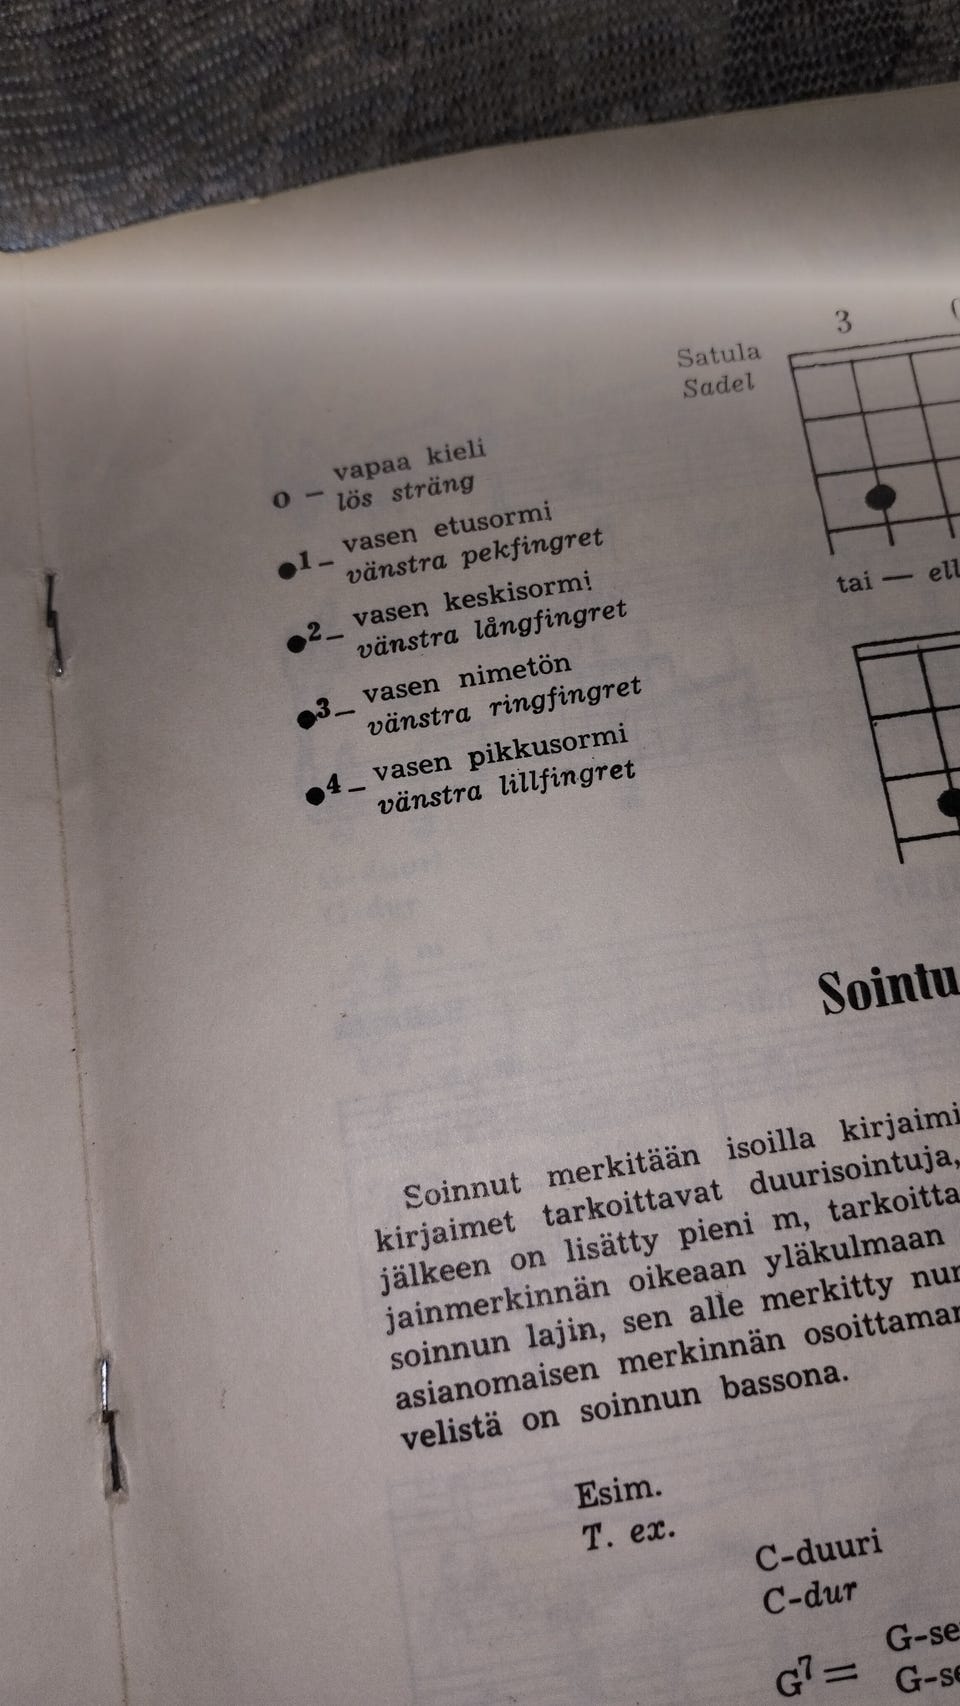 3
Satula
Sadel
o — vapaa kieli
lös sträng
●1— vasen etusormi
vänstra pekfingret
●2— vasen keskisormi
vänstra långfingret
●3— vasen nimetön
vänstra ringfingret
●4— vasen pikkusormi
vänstra lillfingret
tai —
Soinnut merkitään isoilla
kirjaimet tarkoittavat duurisointuja,
jälkeen on lisätty pieni m,
jainmerkinnän oikeaan yläkulmaan
soinnun lajin, sen alle merkitty
asianomaisen merkinnän
velistä on soinnun bassona.
Esim.
T. ex.
C-duuri
C-dur
G7 =